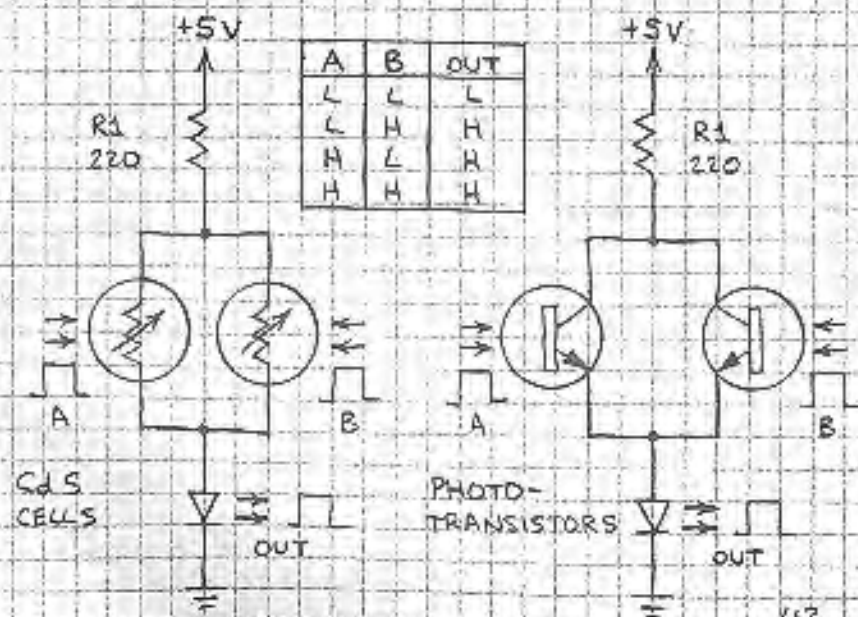 +5V
R1
220
A B OUT
L L L
L H H
H L H
H H H
+5V
R1
220
A
B
CdS
CELLS
OUT
A
B
PHOTO-
TRANSISTORS
OUT